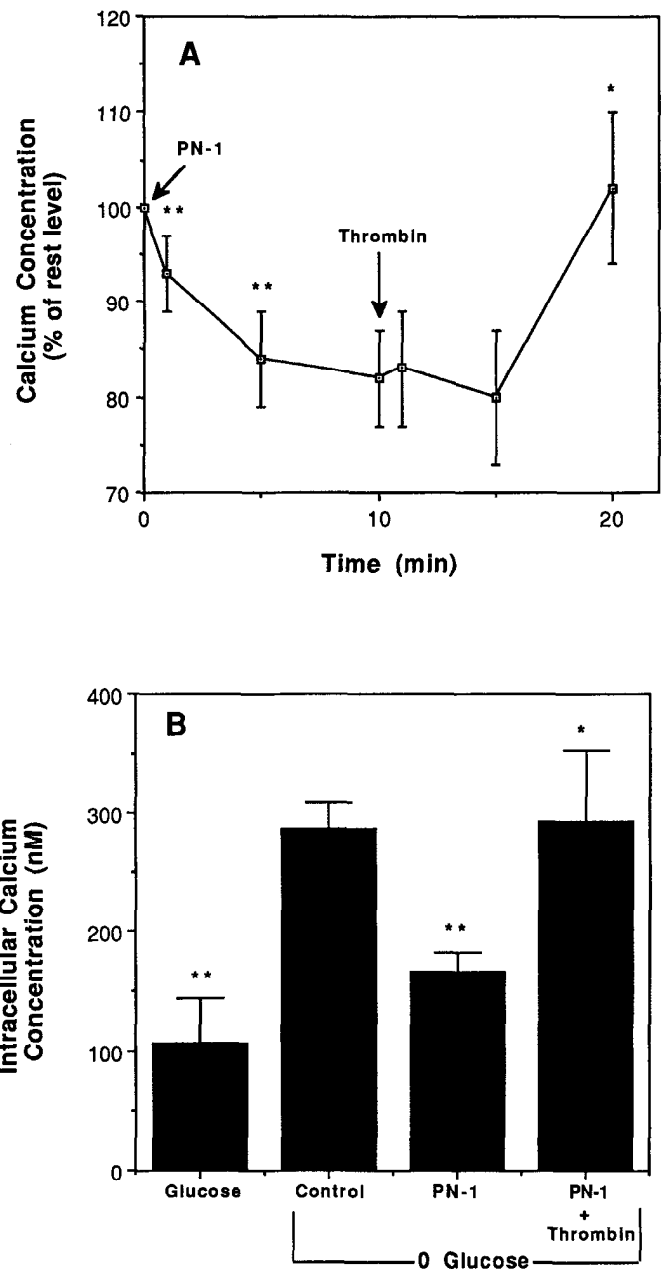 A
Calcium Concentration
(% of rest level)
120
110
100
90
80
70
PN-1
**
**
Thrombin
*
0
10
20
Time (min)
B
Intracellular Calcium
Concentration (nM)
400
300
200
100
0
**
**
*
Glucose
Control
PN-1
PN-1
+
Thrombin
0 Glucose